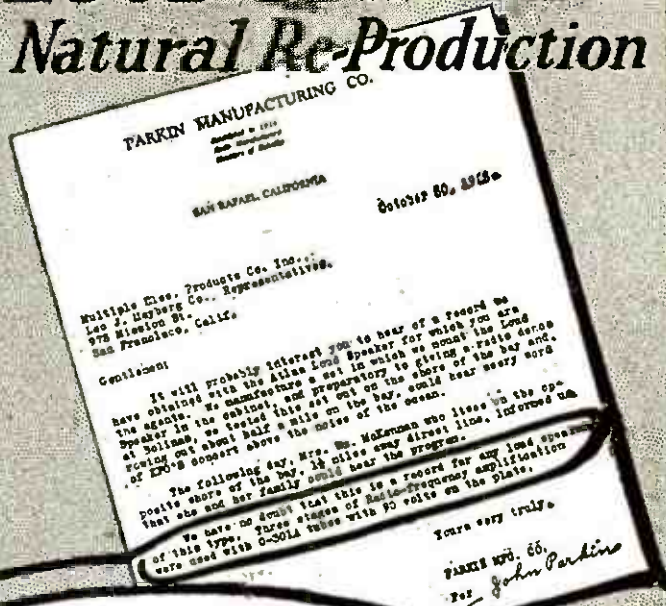 Natural Re-Production
PARKIN MANUFACTURING CO.
SAN RAFAEL, CALIFORNIA
October
Multiple Elec. Products Co. Inc.,
Leo J. Meyberg Co., Representatives.
975 Mission St.
San Francisco, Calif.
Gentlemen:
It will probably interest you to hear of a record we
have obtained with the Atlas Loud Speaker for which you are
the agents. We manufacture a set in which we mount the Loud
Speaker in the cabinet, and preparatory to giving a radio dance
at Bolinas, we tested this set out on the shore of the bay and,
rowing out about half a mile on the bay, could hear every word
of KPO'S concert above the noise of the ocean.
The following day, Mrs. Wm. McKennan who lives on the op-
posite shore of the bay, miles away direct line, informed us
that she and her family could hear the program.
We have no doubt that this is a record for any loud speaker
of this type. Three stages of Radio-frequency amplification
were used with tubes with 90 volts on the plate.
Yours very truly,
PARKIN MFG. CO.
Per John Parkins